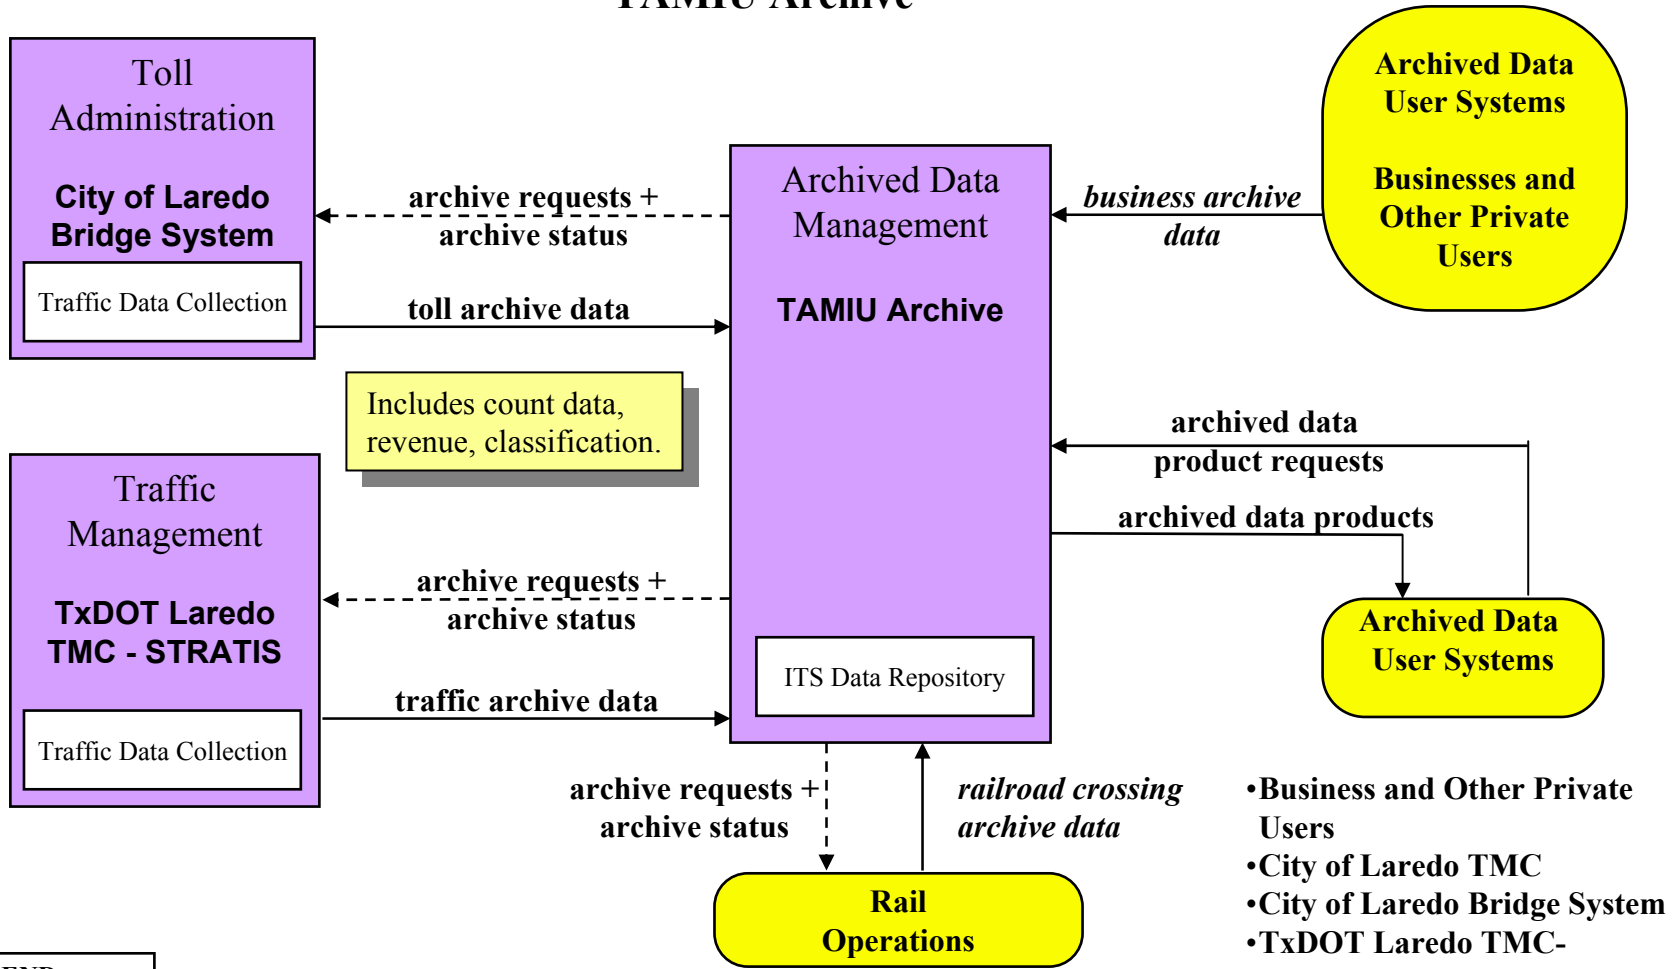 TAMIU Archive
Toll
Administration
City of Laredo
Bridge System
Traffic Data Collection
archive requests +
archive status
toll archive data
Includes count data,
revenue, classification.
Traffic
Management
TxDOT Laredo
TMC - STRATIS
Traffic Data Collection
archive requests +
archive status
traffic archive data
Archived Data
Management
TAMIU Archive
ITS Data Repository
business archive
data
Archived Data
User Systems
Businesses and
Other Private
Users
archived data
product requests
archived data products
Archived Data
User Systems
archive requests +
archive status
railroad crossing
archive data
Rail
Operations
•Business and Other Private
Users
•City of Laredo TMC
•City of Laredo Bridge System
•TxDOT Laredo TMC-